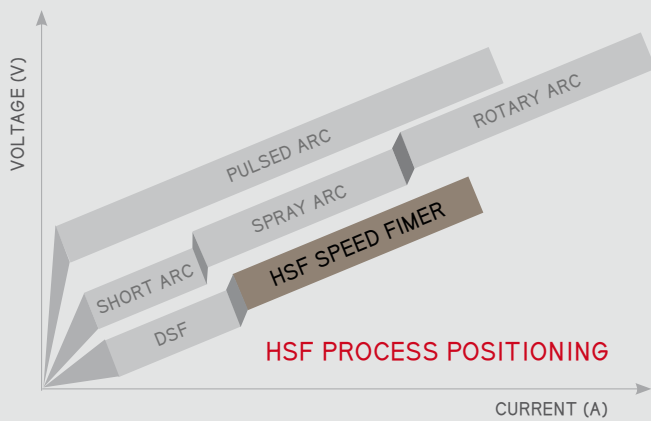 VOLTAGE (V)
PULSED ARC
ROTARY ARC
SPRAY ARC
SHORT ARC
HSF SPEED FIMER
DSF
HSF PROCESS POSITIONING
CURRENT (A)